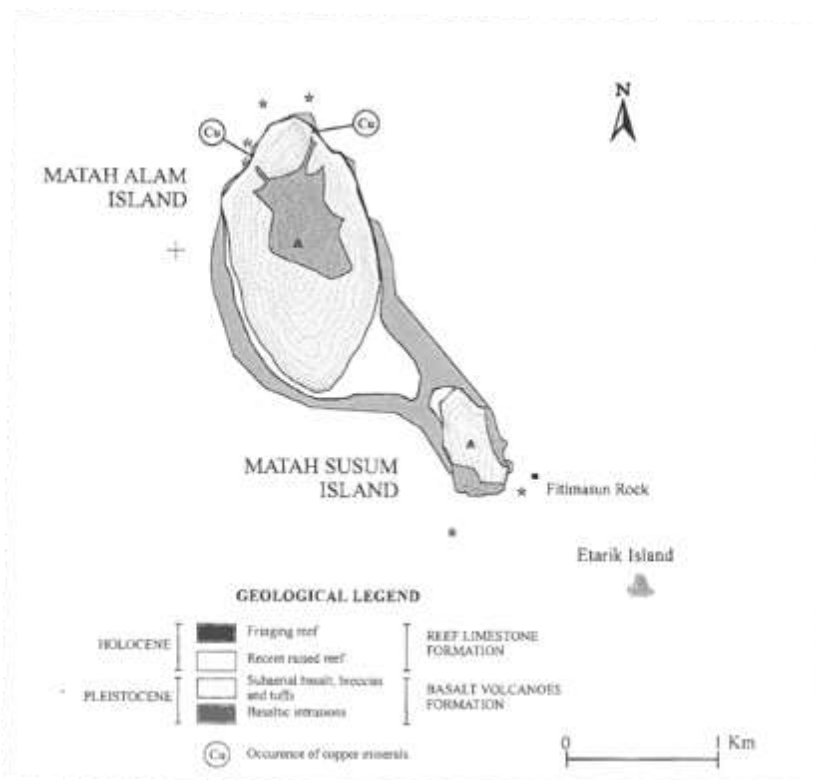 N
Cu
Cu
MATAH ALAM
ISLAND
MATAH SUSUM
ISLAND
Fitimasun Rock
Etarik Island
GEOLOGICAL LEGEND
HOLOCENE
Fringing reef
Recent raised reef
REEF LIMESTONE
FORMATION
PLEISTOCENE
Subaerial basalt, breccias
and tuffs
Basaltic intrusions
BASALT VOLCANOES
FORMATION
Cu
Occurence of copper minerals
0
1 Km